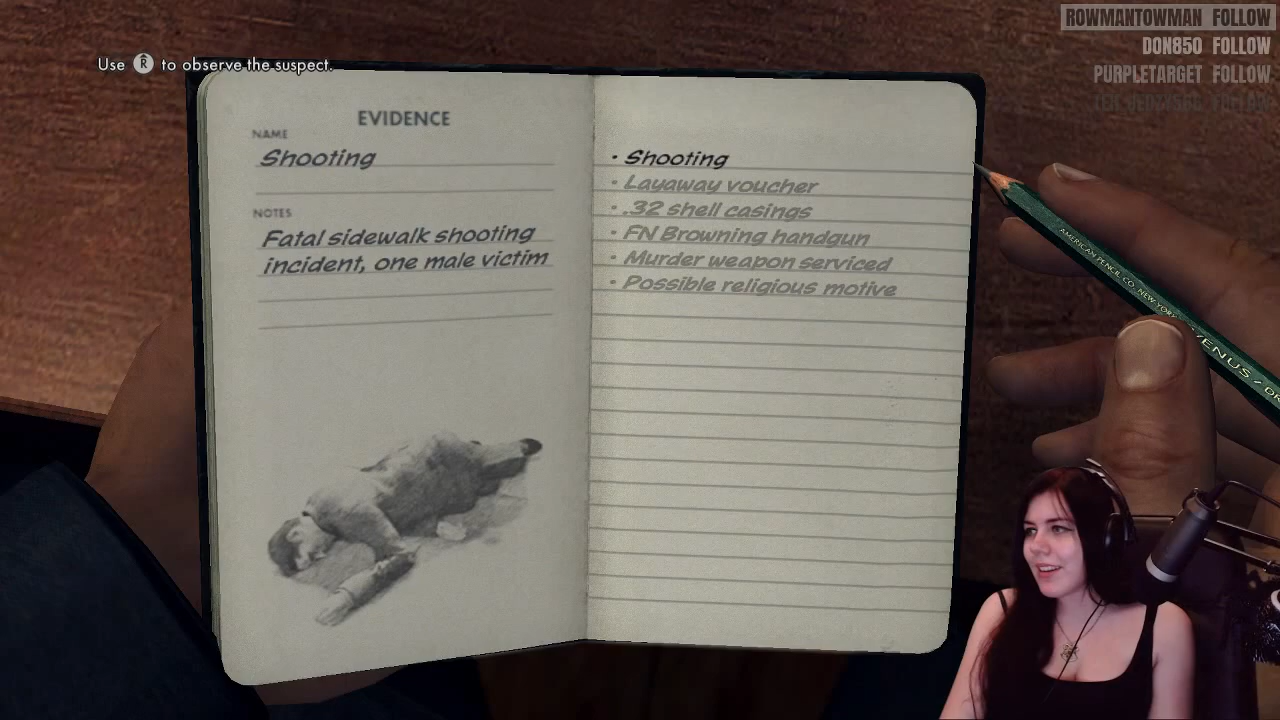 ROWMANTOWMAN FOLLOW
DON850 FOLLOW
PURPLETARGET FOLLOW
FOLLOW
Use R to observe the suspect.
EVIDENCE
NAME
Shooting
NOTES
Fatal sidewalk shooting
incident, one male victim
· Shooting
· Layaway voucher
· .32 shell casings
· FN Browning handgun
· Murder weapon serviced
· Possible religious motive
AMERICAN PENCIL CO. NEW YORK
VENUS